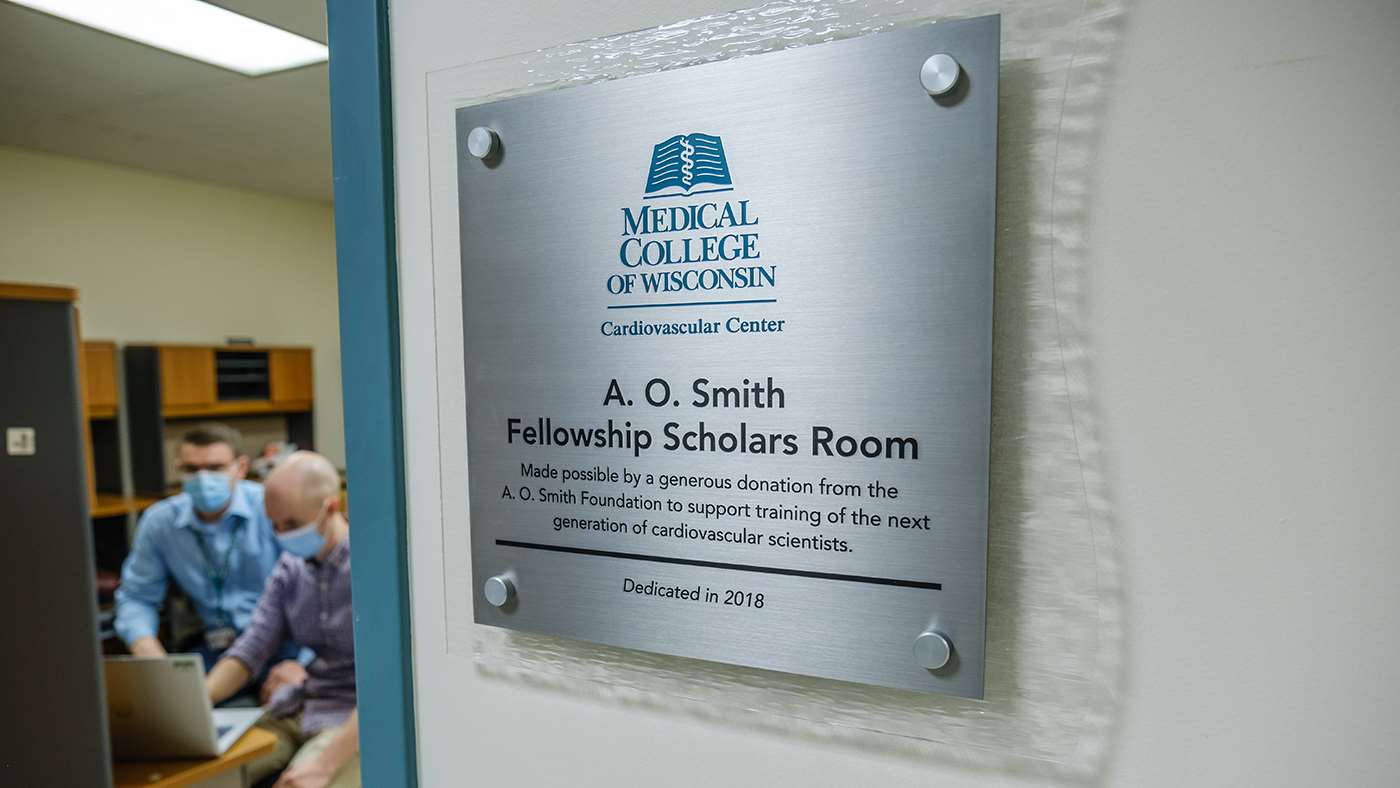 MEDICAL
COLLEGE
OF WISCONSIN
Cardiovascular Center
A. O. Smith
Fellowship Scholars Room
Made possible by a generous donation from the
A. O. Smith Foundation to support training of the next
generation of cardiovascular scientists.
Dedicated in 2018